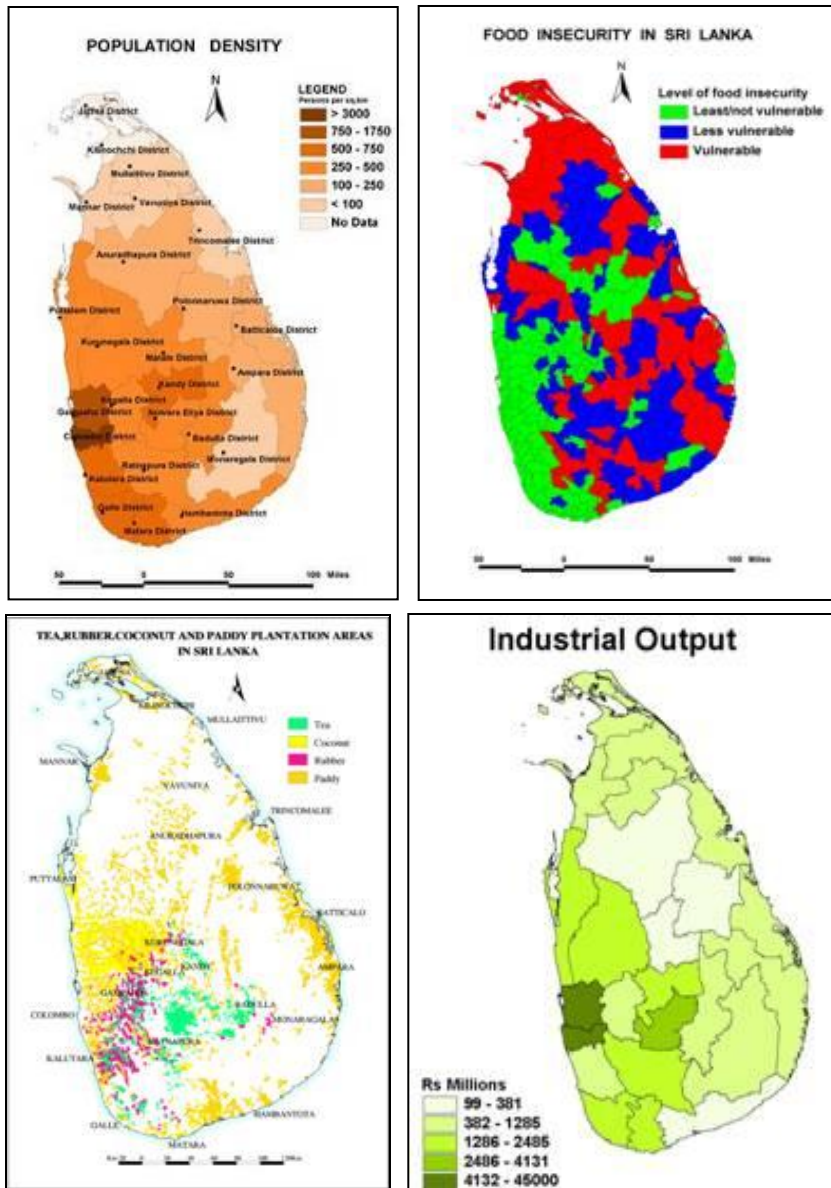 POPULATION DENSITY
N
LEGEND
Persons per sq.km
> 3000
750 - 1750
500 - 750
250 - 500
100 - 250
< 100
No Data
Jaffna District
Kilinochchi District
Mullaittivu District
Mannar District
Vavuniya District
Trincomalee District
Anuradhapura District
Polonnaruwa District
Puttalam District
Batticaloa District
Kurunegala District
Matale District
Ampara District
Kandy District
Kegalla District
Gampaha District
Nuwara Eliya District
Colombo District
Badulla District
Moneragala District
Ratnapura District
Kalutara District
Galle District
Hambantota District
Matara District
50 0 50 100 Miles
FOOD INSECURITY IN SRI LANKA
N
Level of food insecurity
Least/not vulnerable
Less vulnerable
Vulnerable
50 0 50 100 Miles
TEA,RUBBER,COCONUT AND PADDY PLANTATION AREAS
IN SRI LANKA
Tea
Coconut
Rubber
Paddy
KILINOCHCHI
MULLAITTIVU
MANNAR
VAVUNIYA
TRINCOMALEE
ANURADHAPURA
POLONNARUWA
BATTICALO
KURUNEGALA
AMPARA
KEGALLA
KANDY
GAMPAHA
BADULLA
COLOMBO
MONARAGALA
RATNAPURA
KALUTARA
HAMBANTOTA
GALLE
MATARA
Industrial Output
Rs Millions
99 - 381
382 - 1285
1286 - 2485
2486 - 4131
4132 - 45000